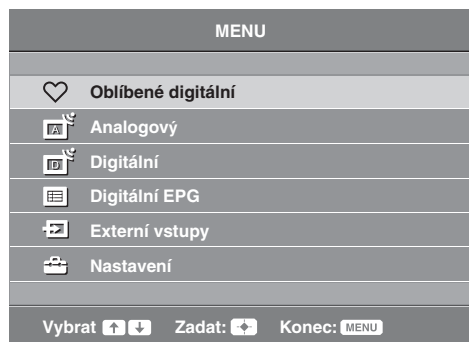 MENU
Oblíbené digitální
Analogový
Digitální
Digitální EPG
Externí vstupy
Nastavení
Vybrat Zadat: Konec: MENU